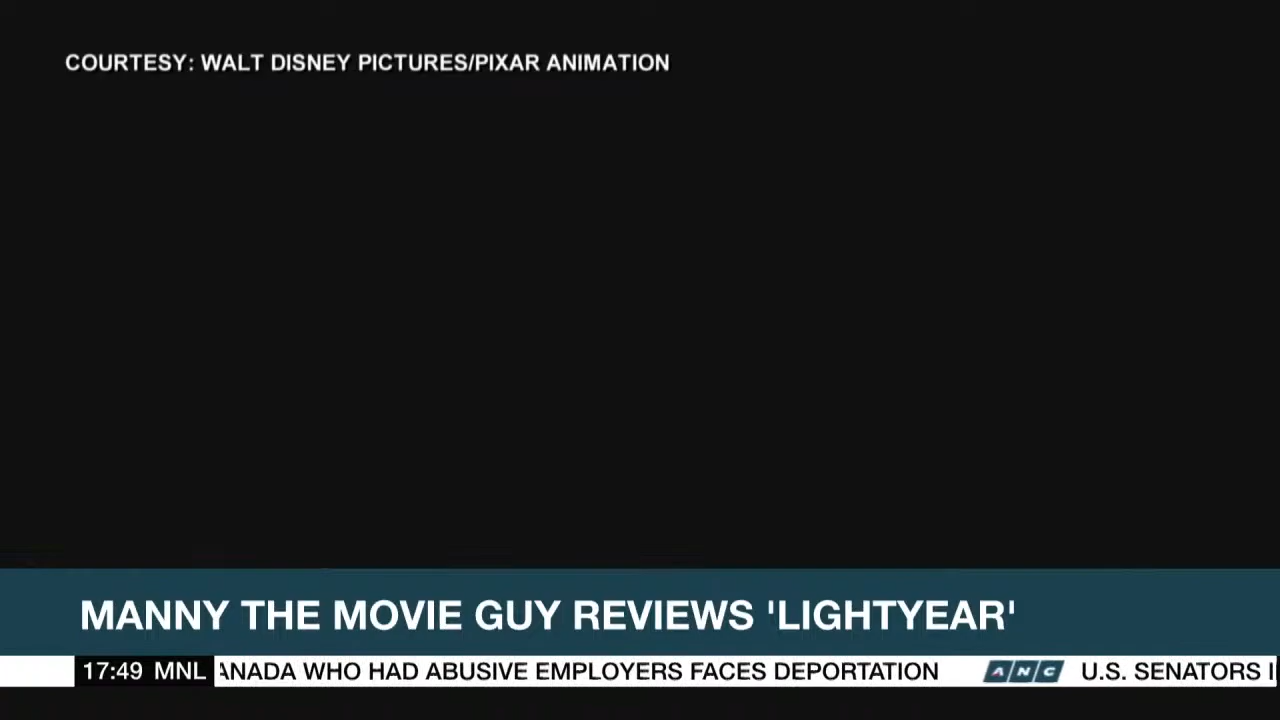 COURTESY: WALT DISNEY PICTURES/PIXAR ANIMATION
MANNY THE MOVIE GUY REVIEWS 'LIGHTYEAR'
17:49 MNL ANADA WHO HAD ABUSIVE EMPLOYERS FACES DEPORTATION ANC U.S. SENATORS